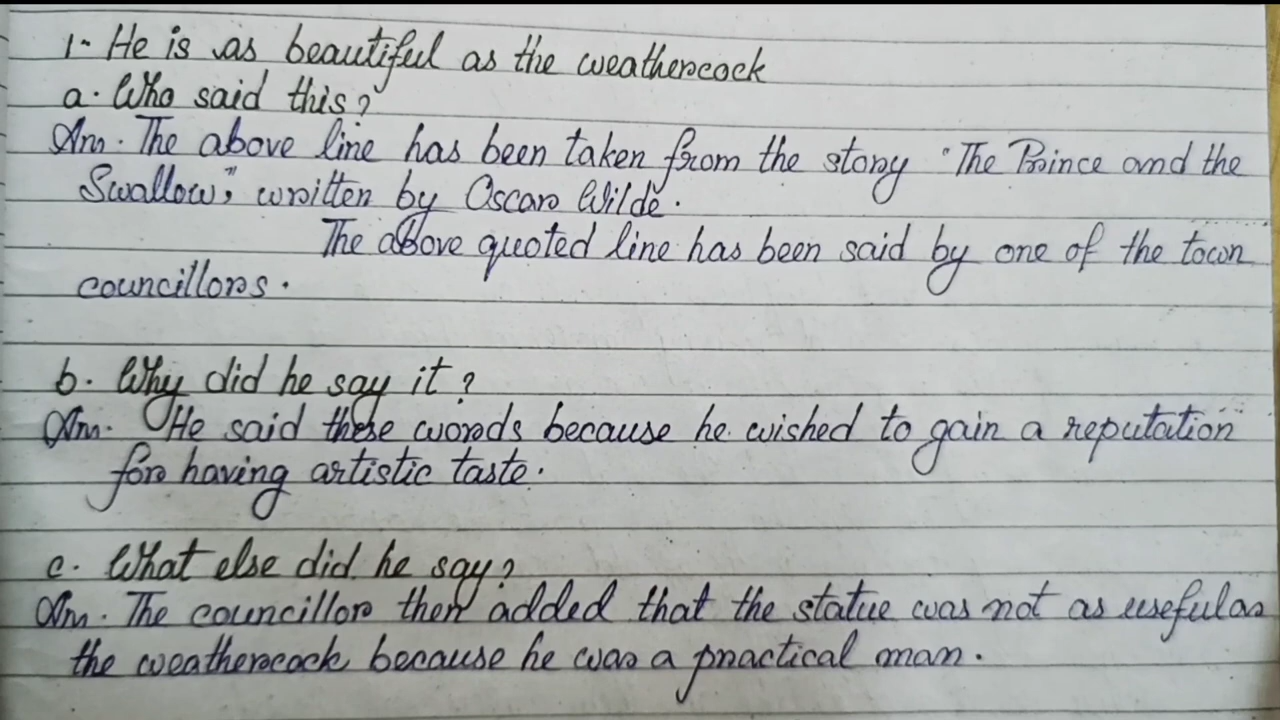 1. He is as beautiful as the weathercock
a. Who said this?
Ans. The above line has been taken from the story "The Prince and the
Swallow", written by Oscar Wilde.
The above quoted line has been said by one of the town
councillors.
b. Why did he say it?
Ans. He said these words because he wished to gain a reputation
for having artistic taste.
c. What else did he say?
Ans. The councillor then added that the statue was not as useful as
the weathercock because he was a practical man.